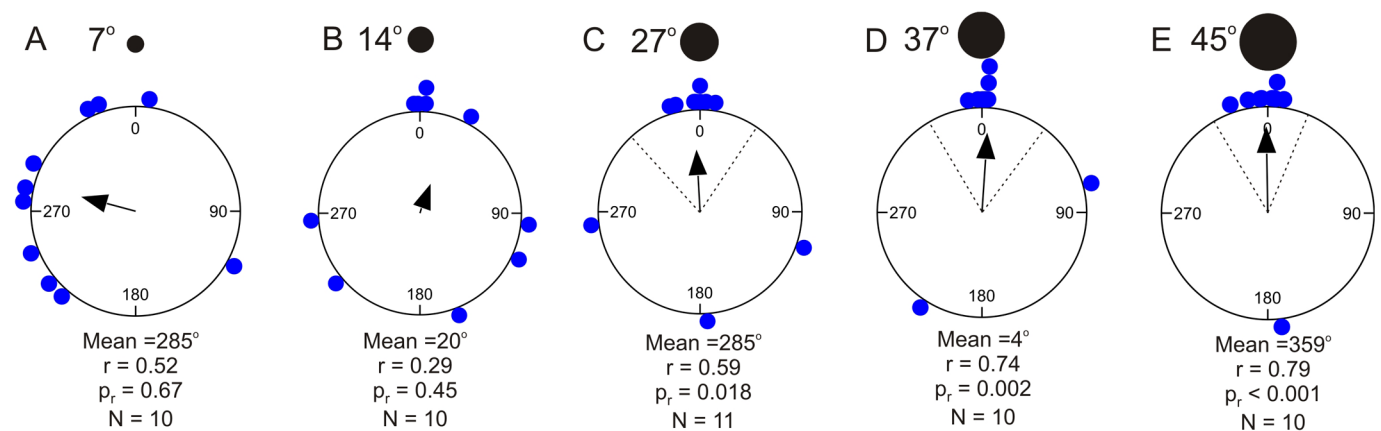 A 7°
0
90
180
270
Mean =285°
r = 0.52
pr = 0.67
N = 10
B 14°
0
90
180
270
Mean =20°
r = 0.29
pr = 0.45
N = 10
C 27°
0
90
180
270
Mean =285°
r = 0.59
pr = 0.018
N = 11
D 37°
0
90
180
270
Mean =4°
r = 0.74
pr = 0.002
N = 10
E 45°
0
90
180
270
Mean =359°
r = 0.79
pr < 0.001
N = 10